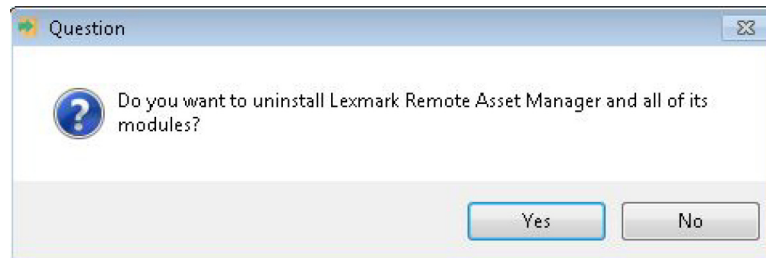 Question
Do you want to uninstall Lexmark Remote Asset Manager and all of its
modules?
Yes
No